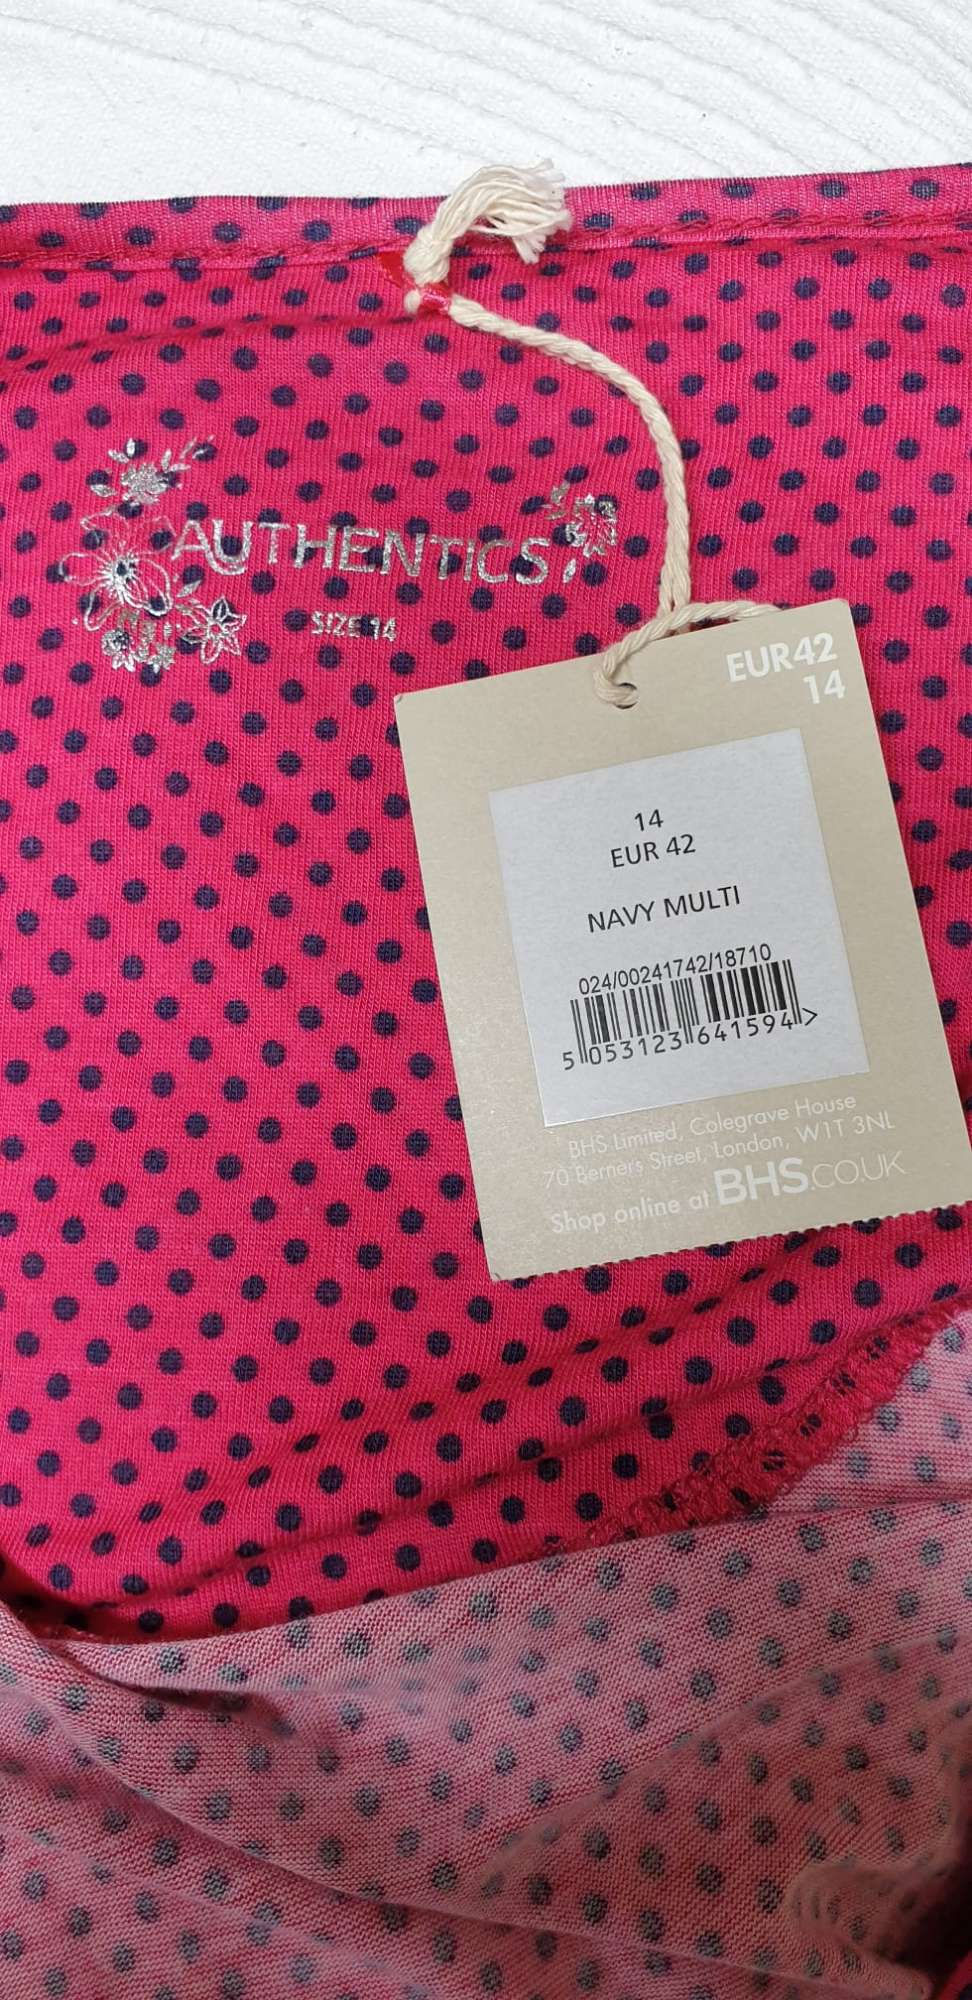 AUTHENTICS
SIZE 14
EUR42
14
14
EUR 42
NAVY MULTI
024/00241742/18710
5 053123 641594 >
BHS Limited, Colegrave House
70 Berners Street, London, W1T 3NL
Shop online at BHS.CO.UK